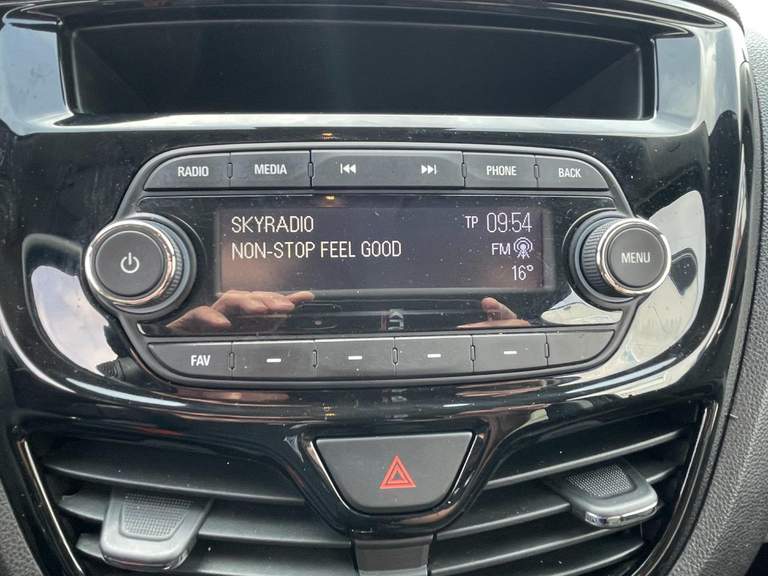 RADIO MEDIA PHONE BACK
SKYRADIO TP 09:54
NON-STOP FEEL GOOD FM
16°
MENU
FAV